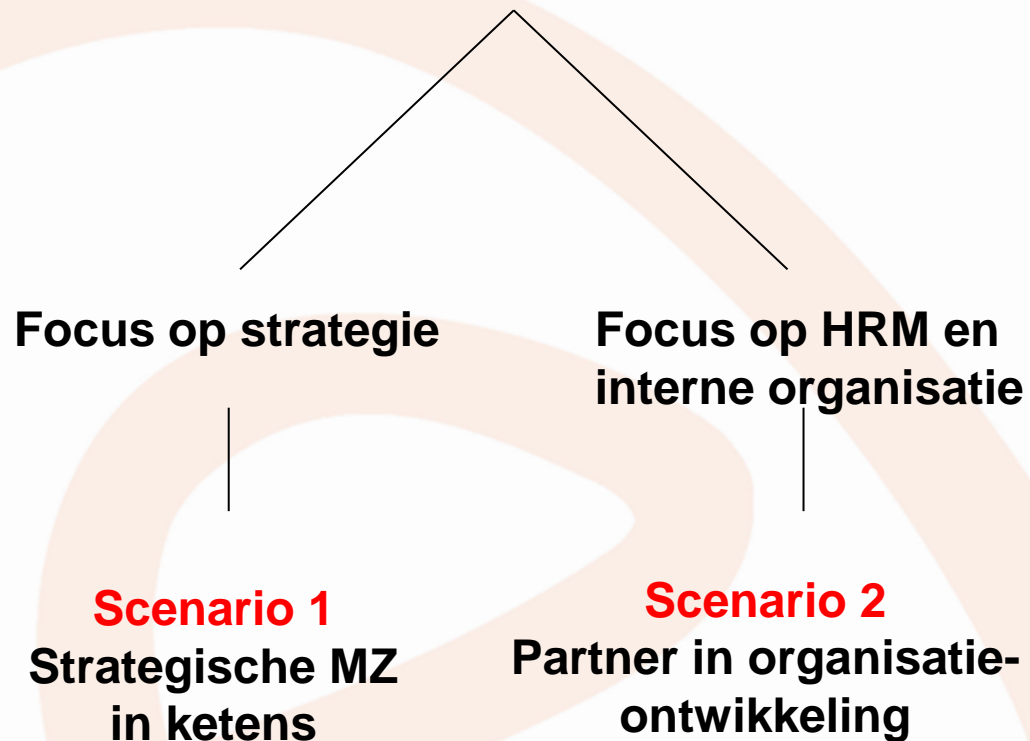 Focus op strategie
Focus op HRM en
interne organisatie
Scenario 1
Strategische MZ
in ketens
Scenario 2
Partner in organisatie-
ontwikkeling